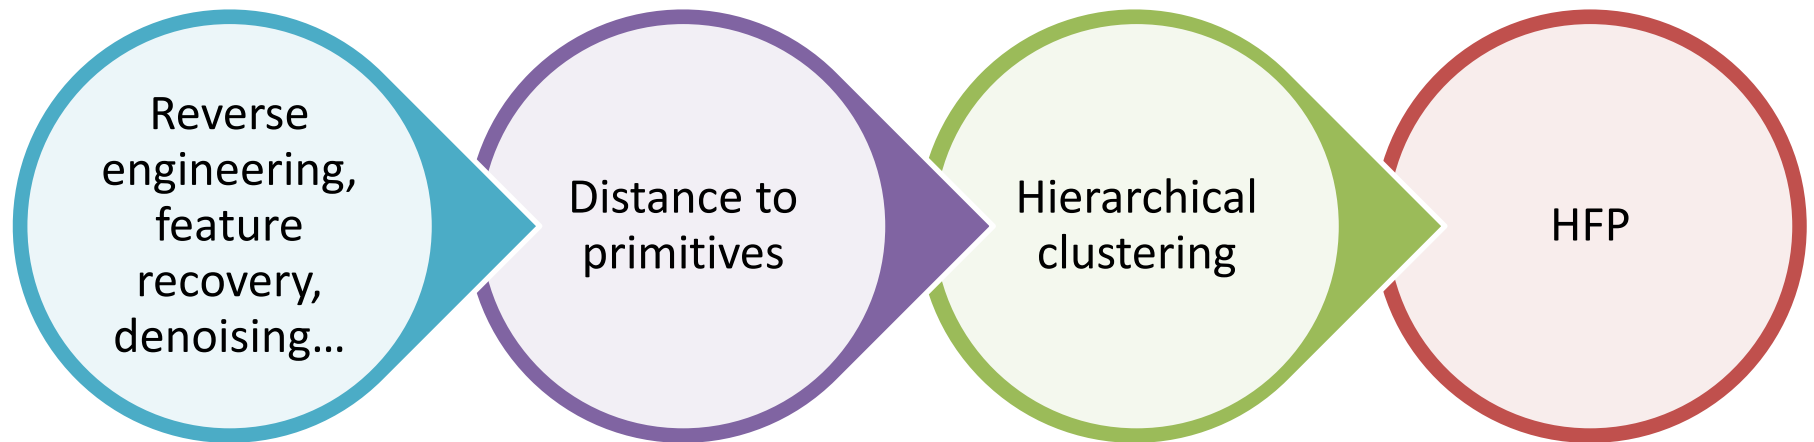 Reverse
engineering,
feature
recovery,
denoising…
Distance to
primitives
Hierarchical
clustering
HFP